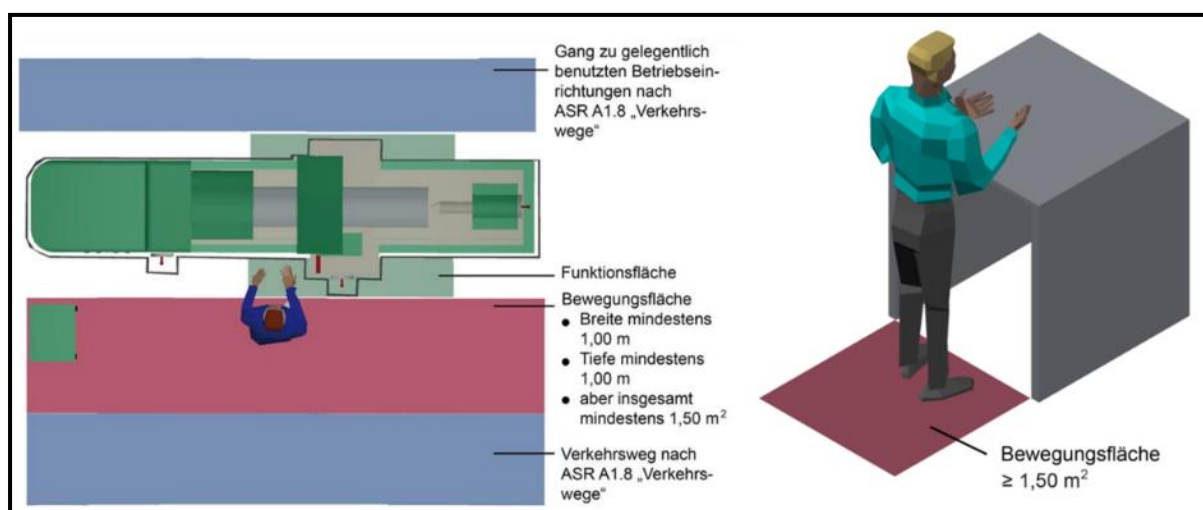 Gang zu gelegentlich
benutzten Betriebsein-
richtungen nach
ASR A1.8 „Verkehrs-
wege“
Funktionsfläche
Bewegungsfläche
● Breite mindestens
1,00 m
● Tiefe mindestens
1,00 m
● aber insgesamt
mindestens 1,50 m²
Verkehrsweg nach
ASR A1.8 „Verkehrs-
wege“
Bewegungsfläche
≥ 1,50 m²